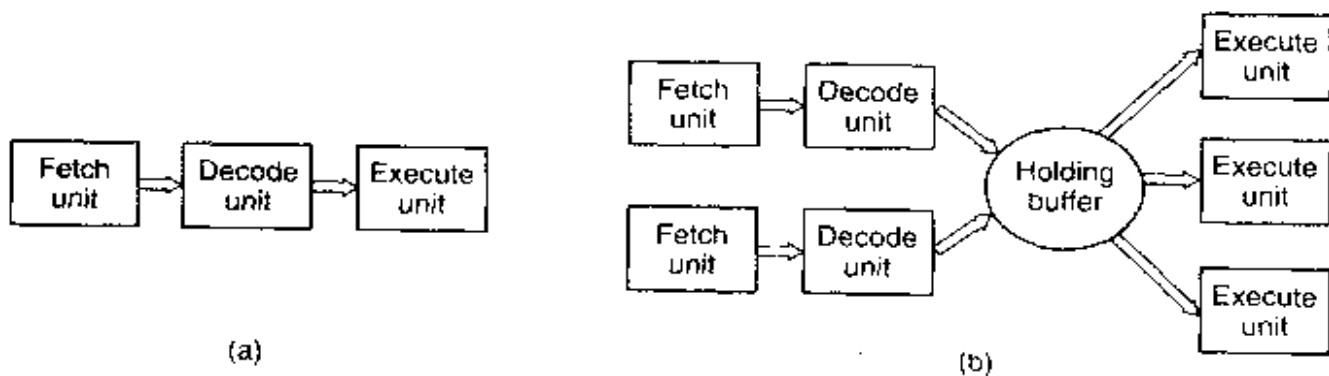 Fetch
unit
Decode
unit
Execute
unit
(a)
Fetch
unit
Decode
unit
Fetch
unit
Decode
unit
Holding
buffer
Execute
unit
Execute
unit
Execute
unit
(b)